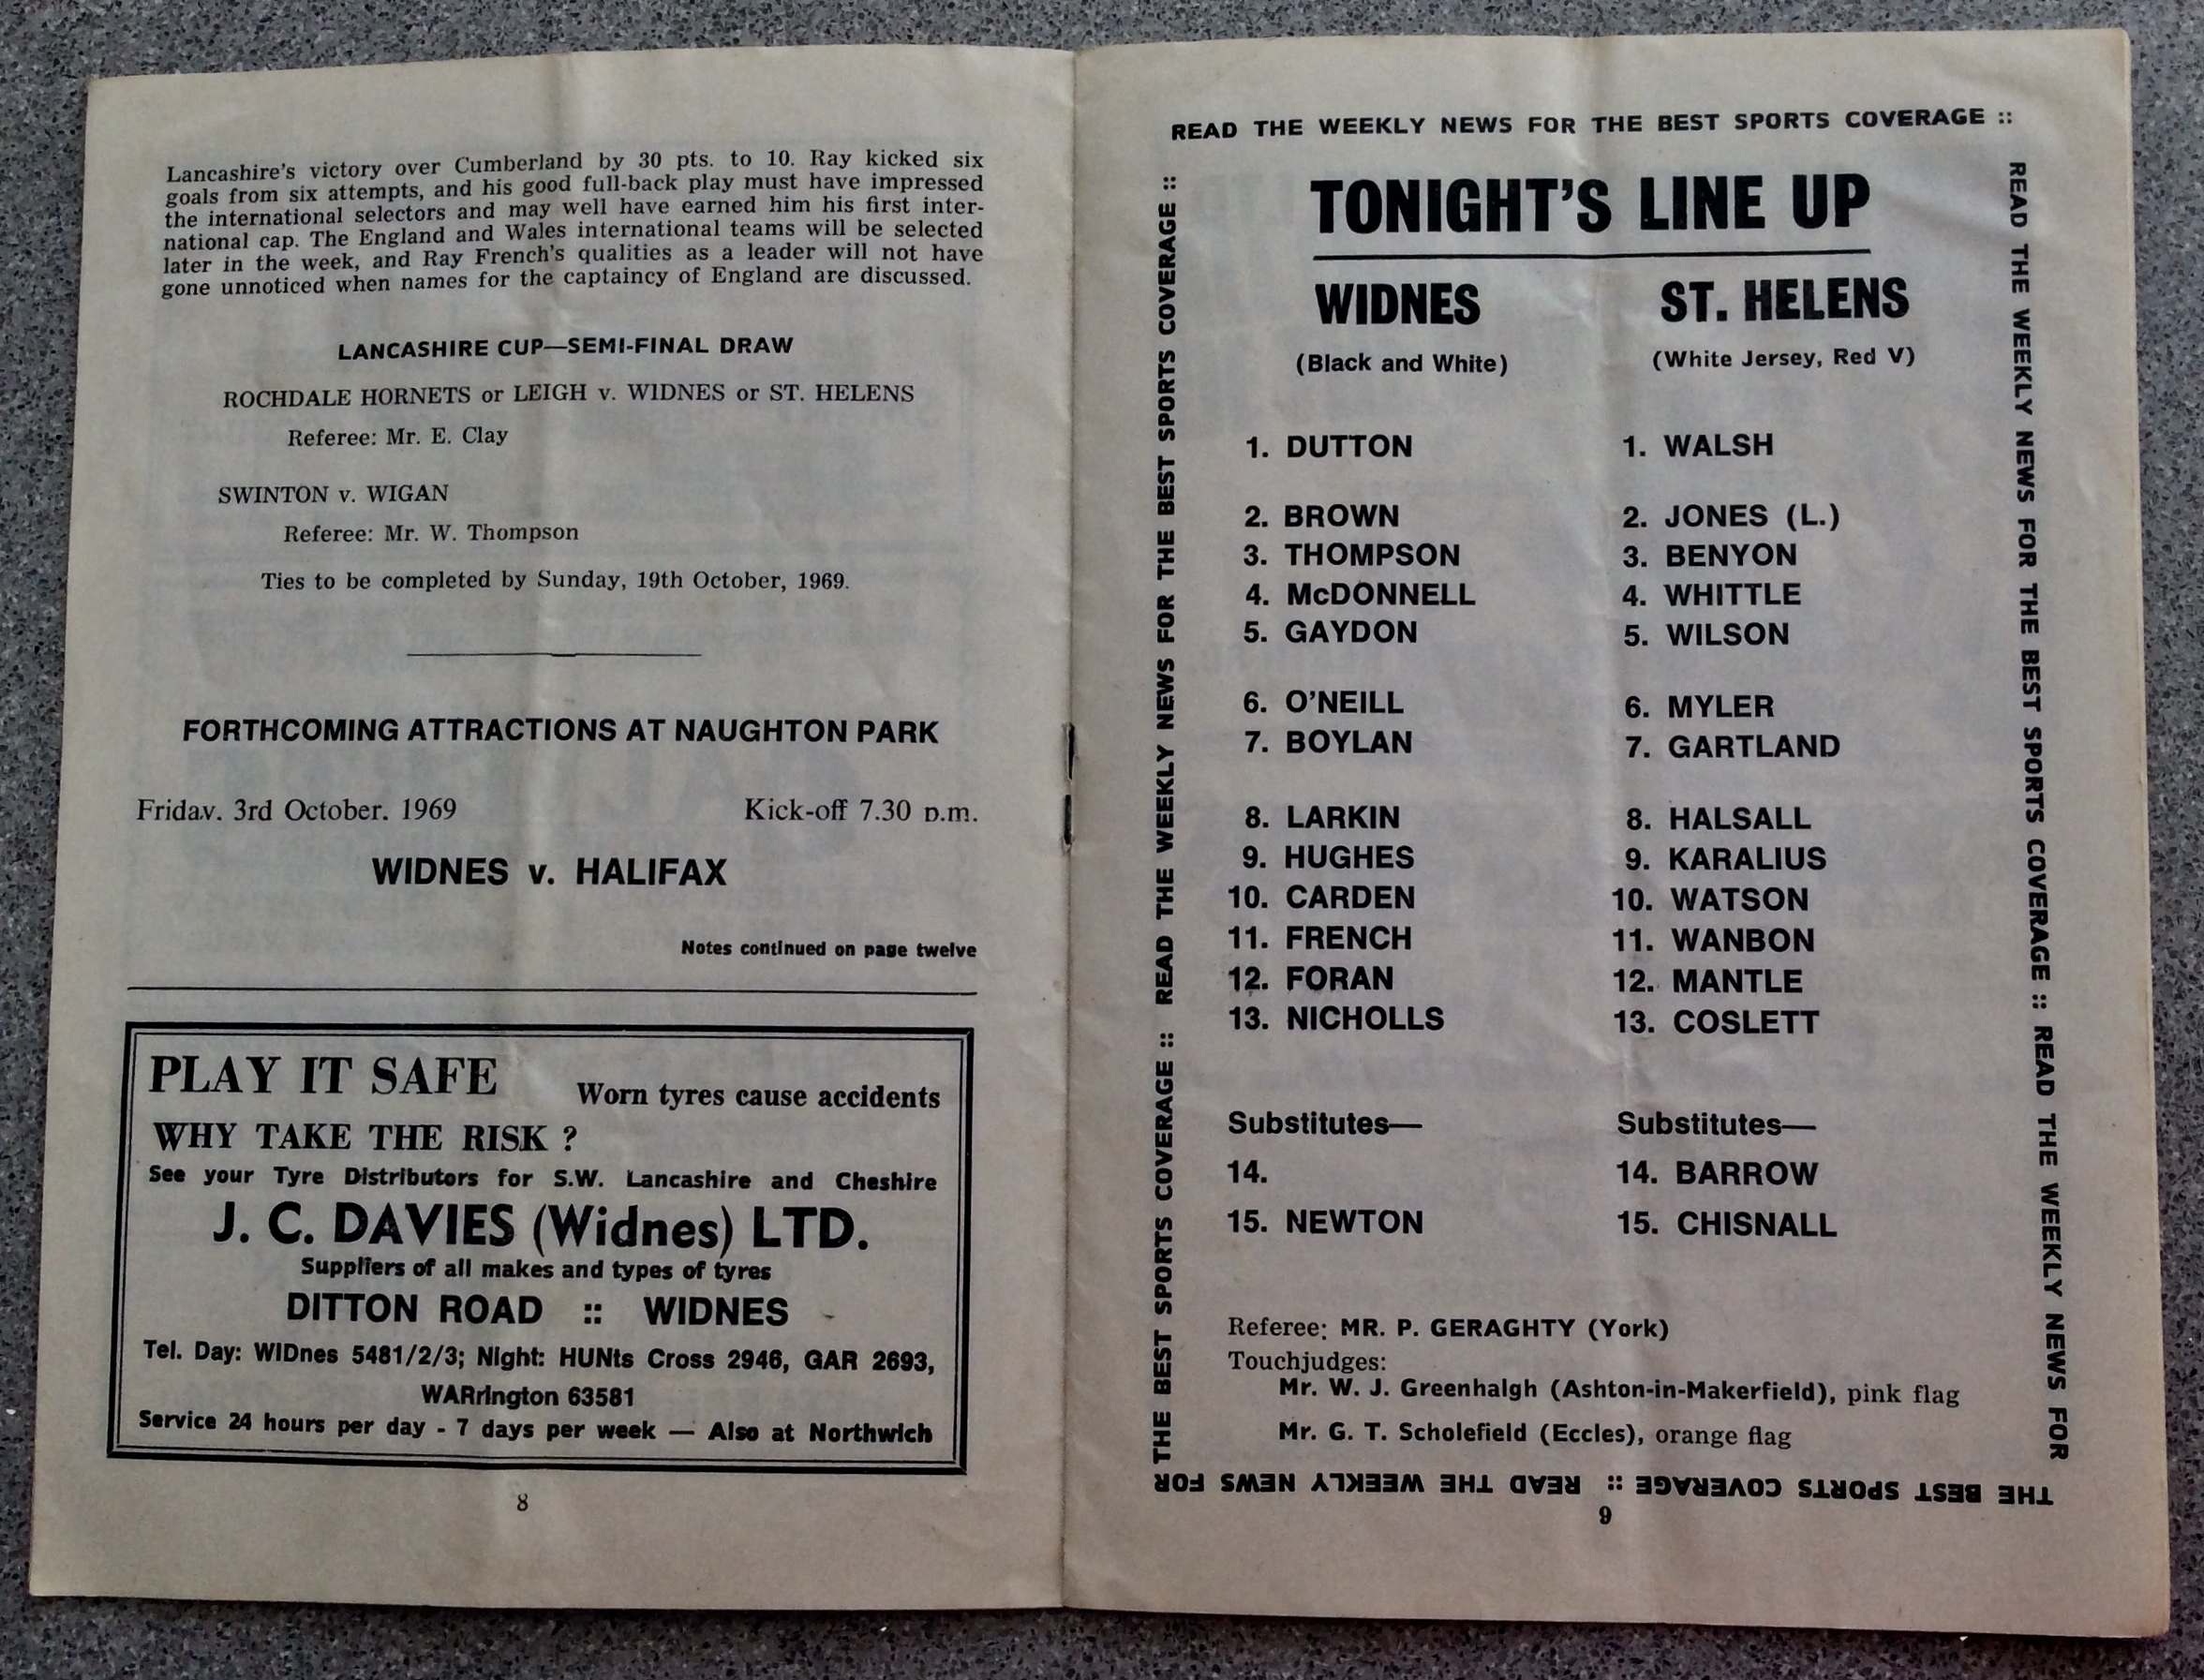 Lancashire's victory over Cumberland by 30 pts. to 10. Ray kicked six
goals from six attempts, and his good full-back play must have impressed
the international selectors and may well have earned him his first inter-
national cap. The England and Wales international teams will be selected
later in the week, and Ray French's qualities as a leader will not have
gone unnoticed when names for the captaincy of England are discussed.
LANCASHIRE CUP—SEMI-FINAL DRAW
ROCHDALE HORNETS or LEIGH v. WIDNES or ST. HELENS
Referee: Mr. E. Clay
SWINTON v. WIGAN
Referee: Mr. W. Thompson
Ties to be completed by Sunday, 19th October, 1969.
FORTHCOMING ATTRACTIONS AT NAUGHTON PARK
Friday, 3rd October, 1969 Kick-off 7.30 p.m.
WIDNES v. HALIFAX
Notes continued on page twelve
PLAY IT SAFE Worn tyres cause accidents
WHY TAKE THE RISK ?
See your Tyre Distributors for S.W. Lancashire and Cheshire
J. C. DAVIES (Widnes) LTD.
Suppliers of all makes and types of tyres
DITTON ROAD :: WIDNES
Tel. Day: WIDnes 5481/2/3; Night: HUNts Cross 2946, GAR 2693,
WARrington 63581
Service 24 hours per day - 7 days per week — Also at Northwich
8
READ THE WEEKLY NEWS FOR THE BEST SPORTS COVERAGE ::
READ THE WEEKLY NEWS FOR THE BEST SPORTS COVERAGE :: READ THE WEEKLY NEWS FOR
THE BEST SPORTS COVERAGE :: READ THE WEEKLY NEWS FOR
THE BEST SPORTS COVERAGE :: READ THE WEEKLY NEWS FOR THE BEST SPORTS COVERAGE ::
TONIGHT'S LINE UP
WIDNES ST. HELENS
(Black and White) (White Jersey, Red V)
1. DUTTON 1. WALSH
2. BROWN 2. JONES (L.)
3. THOMPSON 3. BENYON
4. McDONNELL 4. WHITTLE
5. GAYDON 5. WILSON
6. O'NEILL 6. MYLER
7. BOYLAN 7. GARTLAND
8. LARKIN 8. HALSALL
9. HUGHES 9. KARALIUS
10. CARDEN 10. WATSON
11. FRENCH 11. WANBON
12. FORAN 12. MANTLE
13. NICHOLLS 13. COSLETT
Substitutes— Substitutes—
14. 14. BARROW
15. NEWTON 15. CHISNALL
Referee: MR. P. GERAGHTY (York)
Touchjudges:
Mr. W. J. Greenhalgh (Ashton-in-Makerfield), pink flag
Mr. G. T. Scholefield (Eccles), orange flag
9